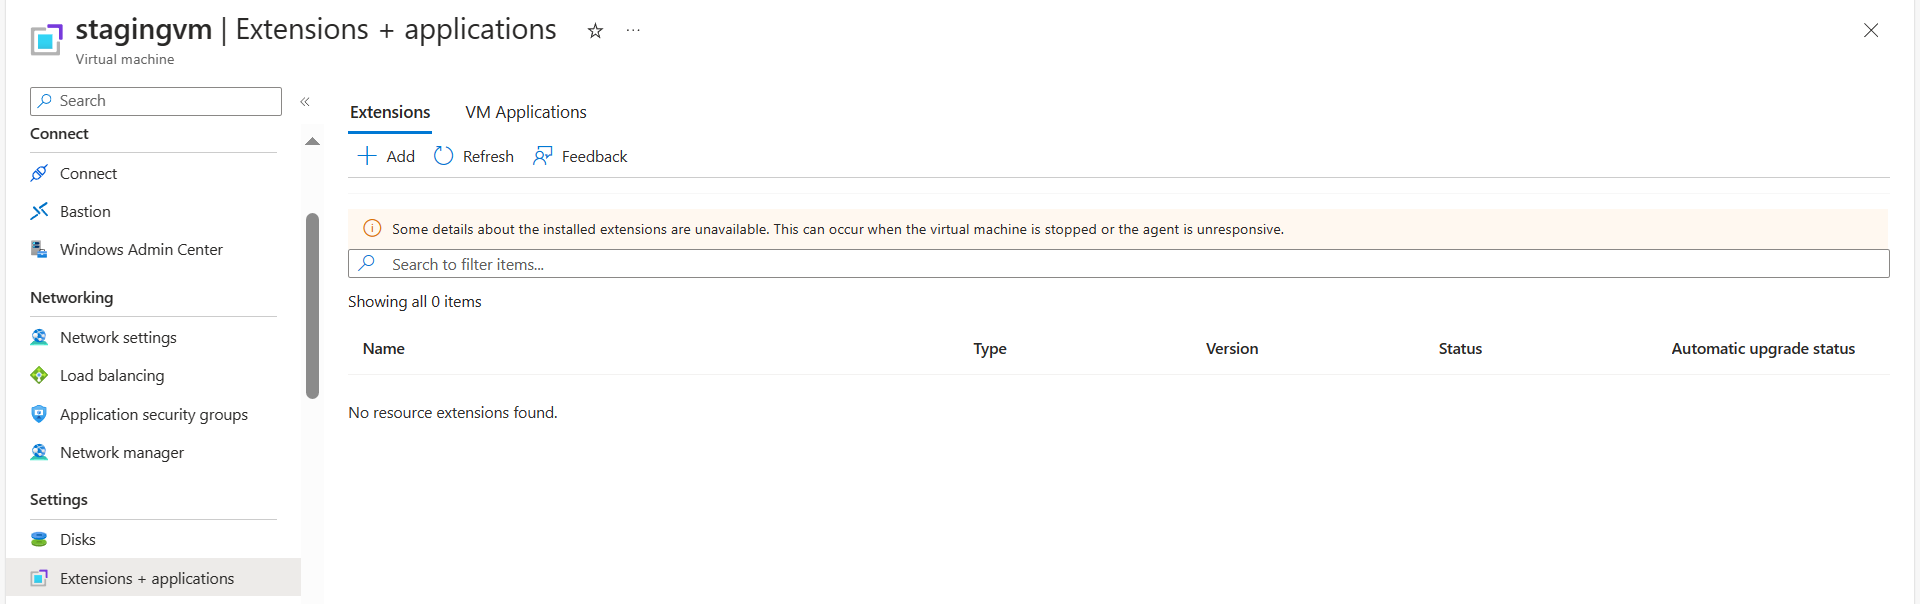 stagingvm | Extensions + applications
Virtual machine
Search
Connect
Connect
Bastion
Windows Admin Center
Networking
Network settings
Load balancing
Application security groups
Network manager
Settings
Disks
Extensions + applications
Extensions VM Applications
Add Refresh Feedback
Some details about the installed extensions are unavailable. This can occur when the virtual machine is stopped or the agent is unresponsive.
Search to filter items...
Showing all 0 items
Name Type Version Status Automatic upgrade status
No resource extensions found.